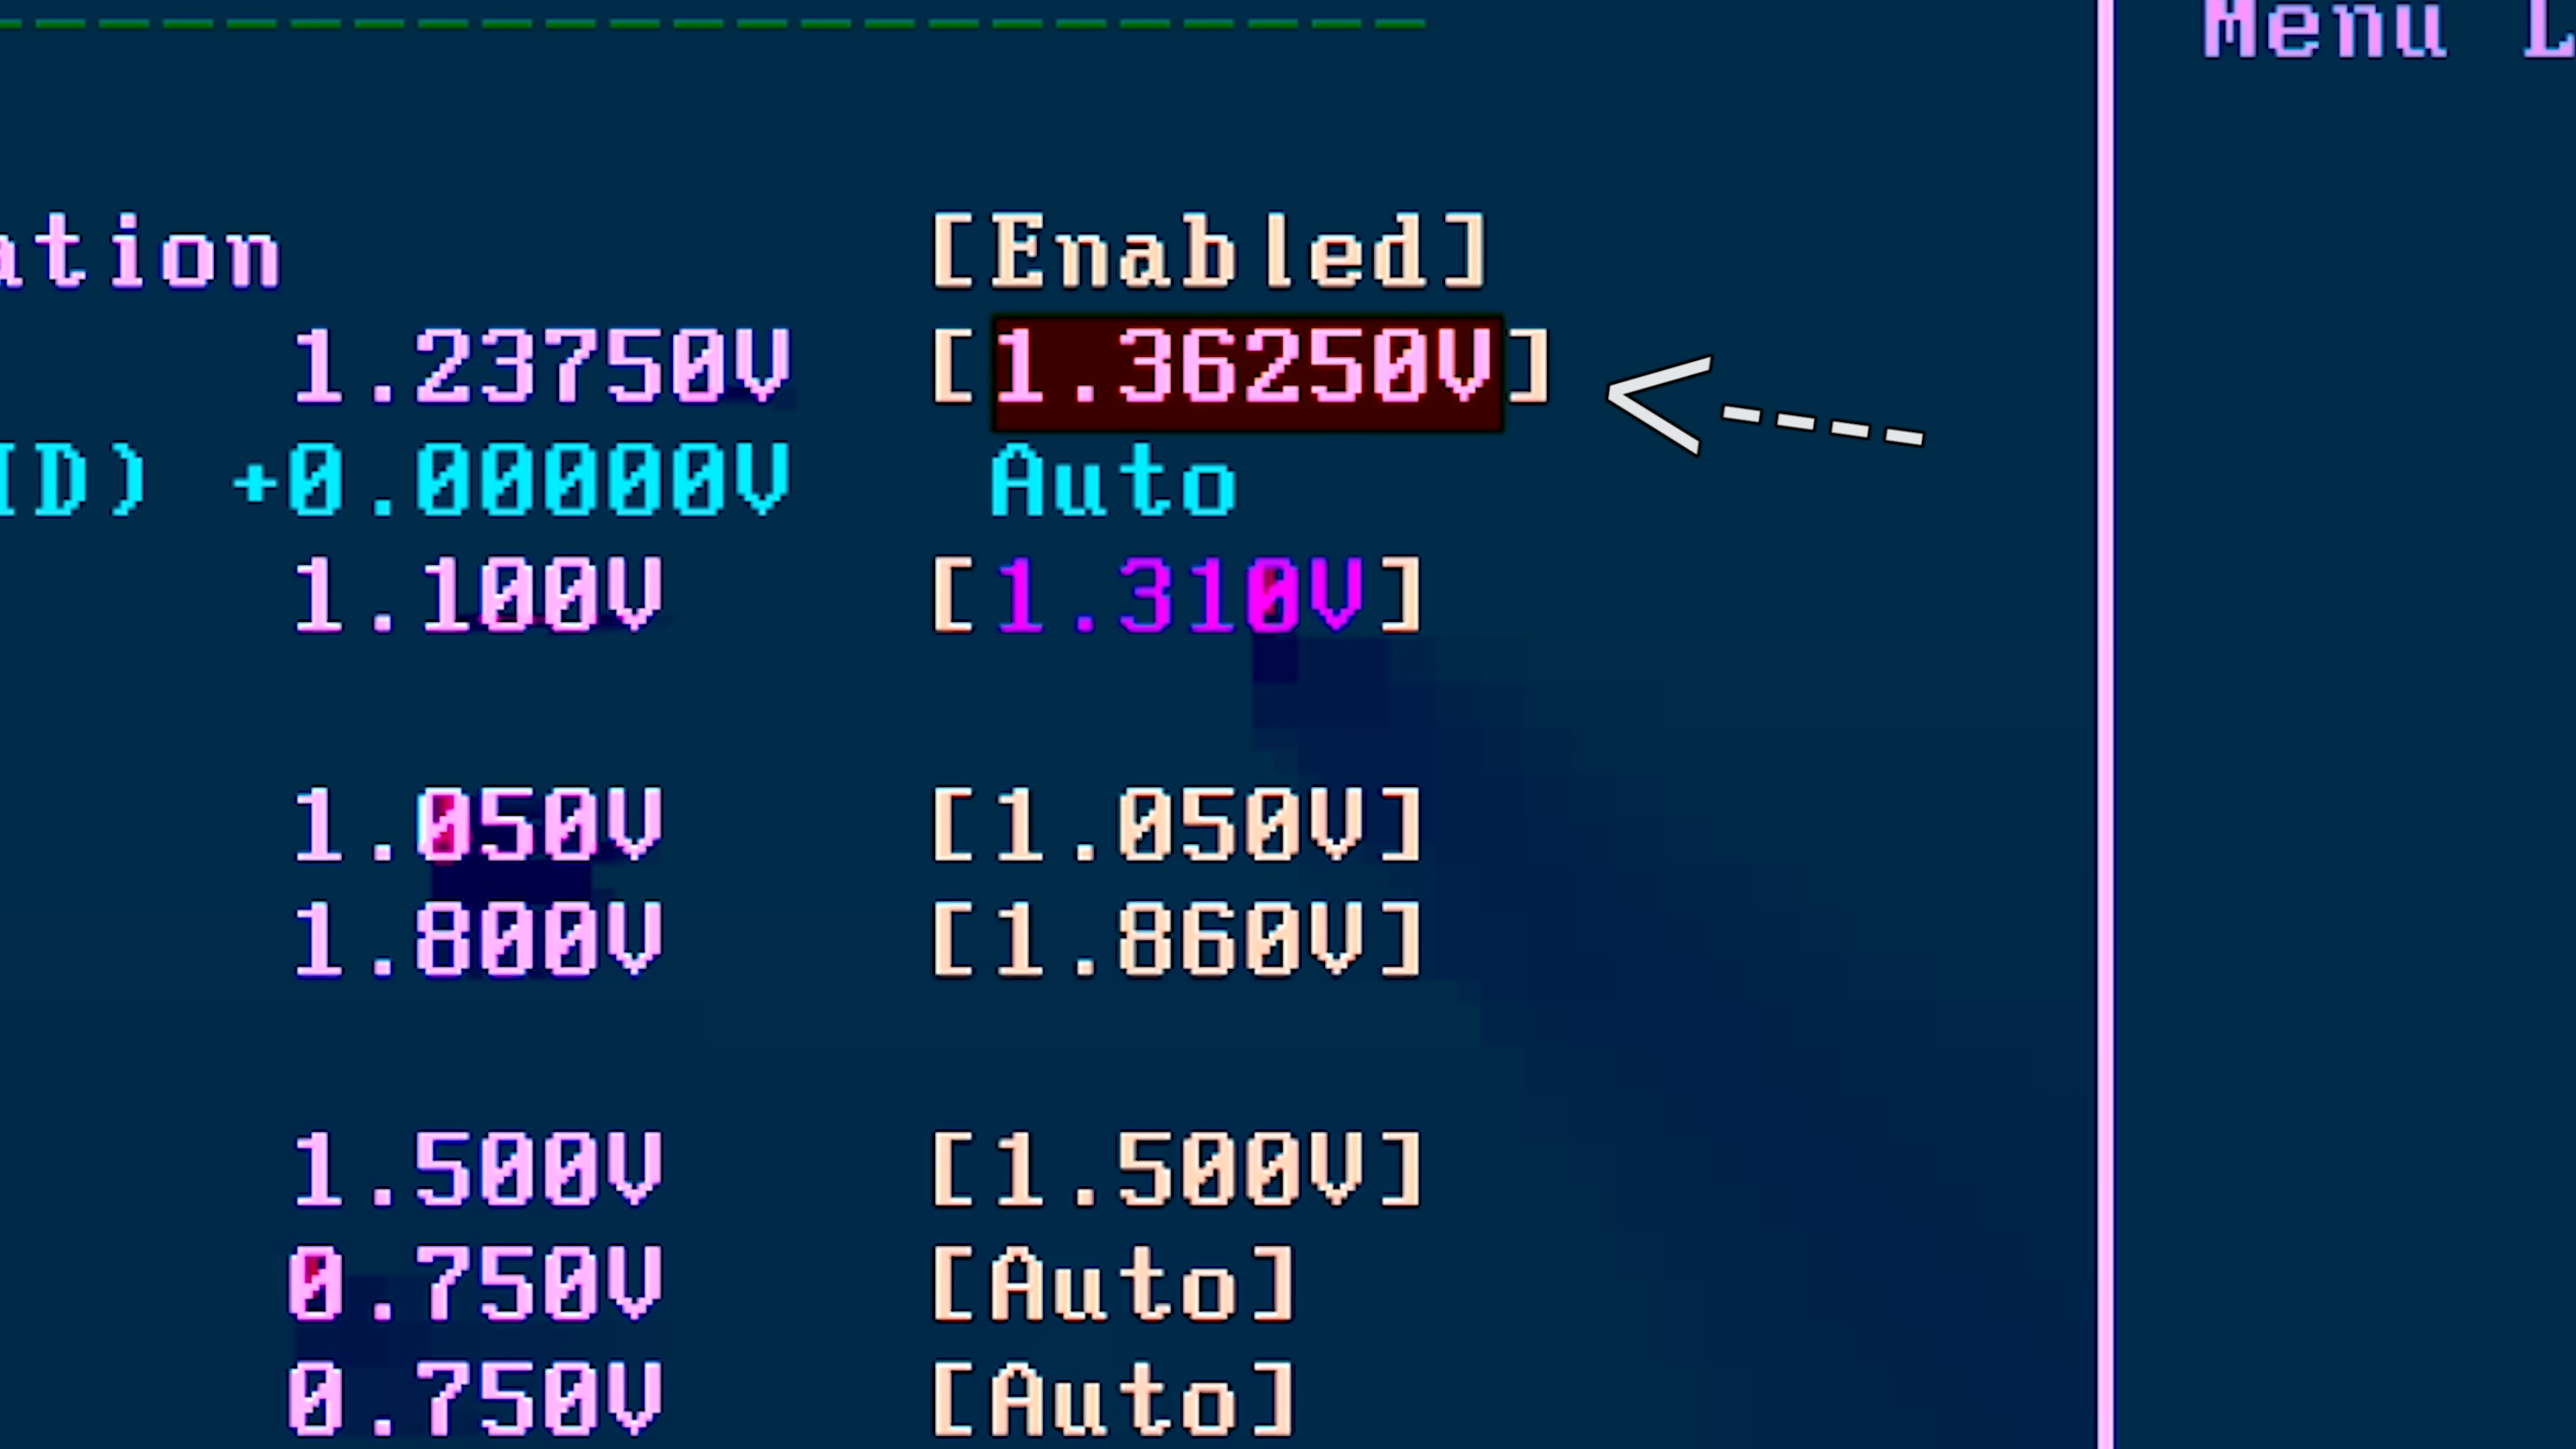 Menu
ation [Enabled]
1.23750V [1.36250V]
ID) +0.00000V Auto
1.100V [1.310V]
1.050V [1.050V]
1.800V [1.860V]
1.500V [1.500V]
0.750V [Auto]
0.750V [Auto]